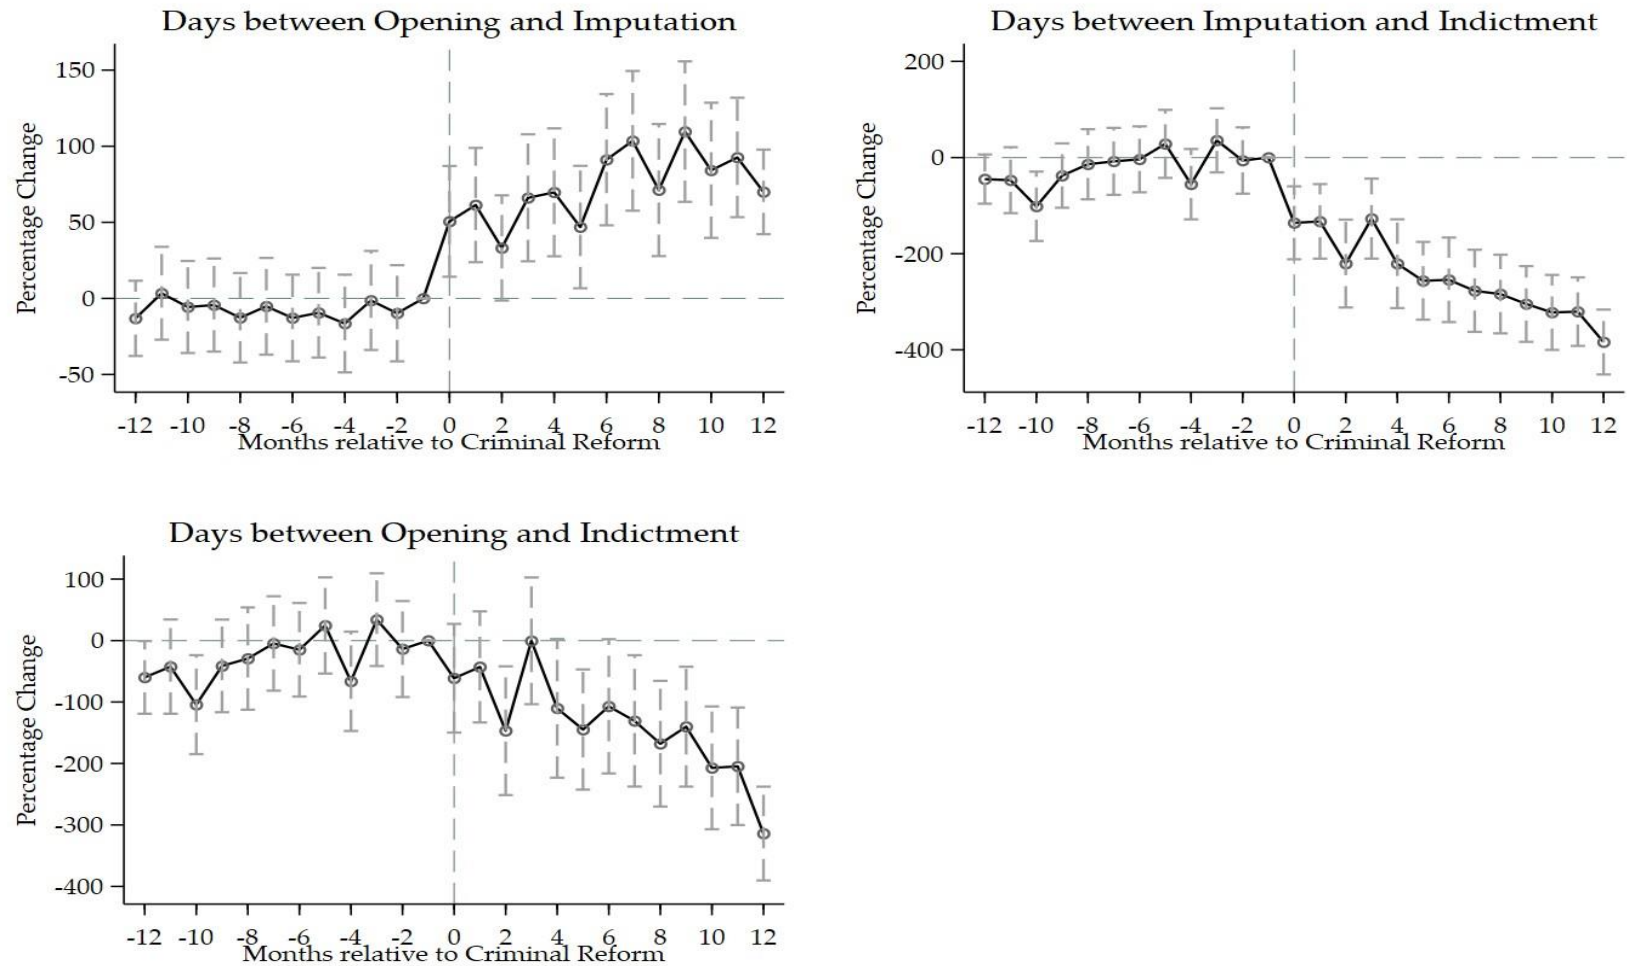 Days between Opening and Imputation
Percentage Change
150
100
50
0
-50
-12 -10 -8 -6 -4 -2 0 2 4 6 8 10 12
Months relative to Criminal Reform
Days between Imputation and Indictment
Percentage Change
200
0
-200
-400
-12 -10 -8 -6 -4 -2 0 2 4 6 8 10 12
Months relative to Criminal Reform
Days between Opening and Indictment
Percentage Change
100
0
-100
-200
-300
-400
-12 -10 -8 -6 -4 -2 0 2 4 6 8 10 12
Months relative to Criminal Reform